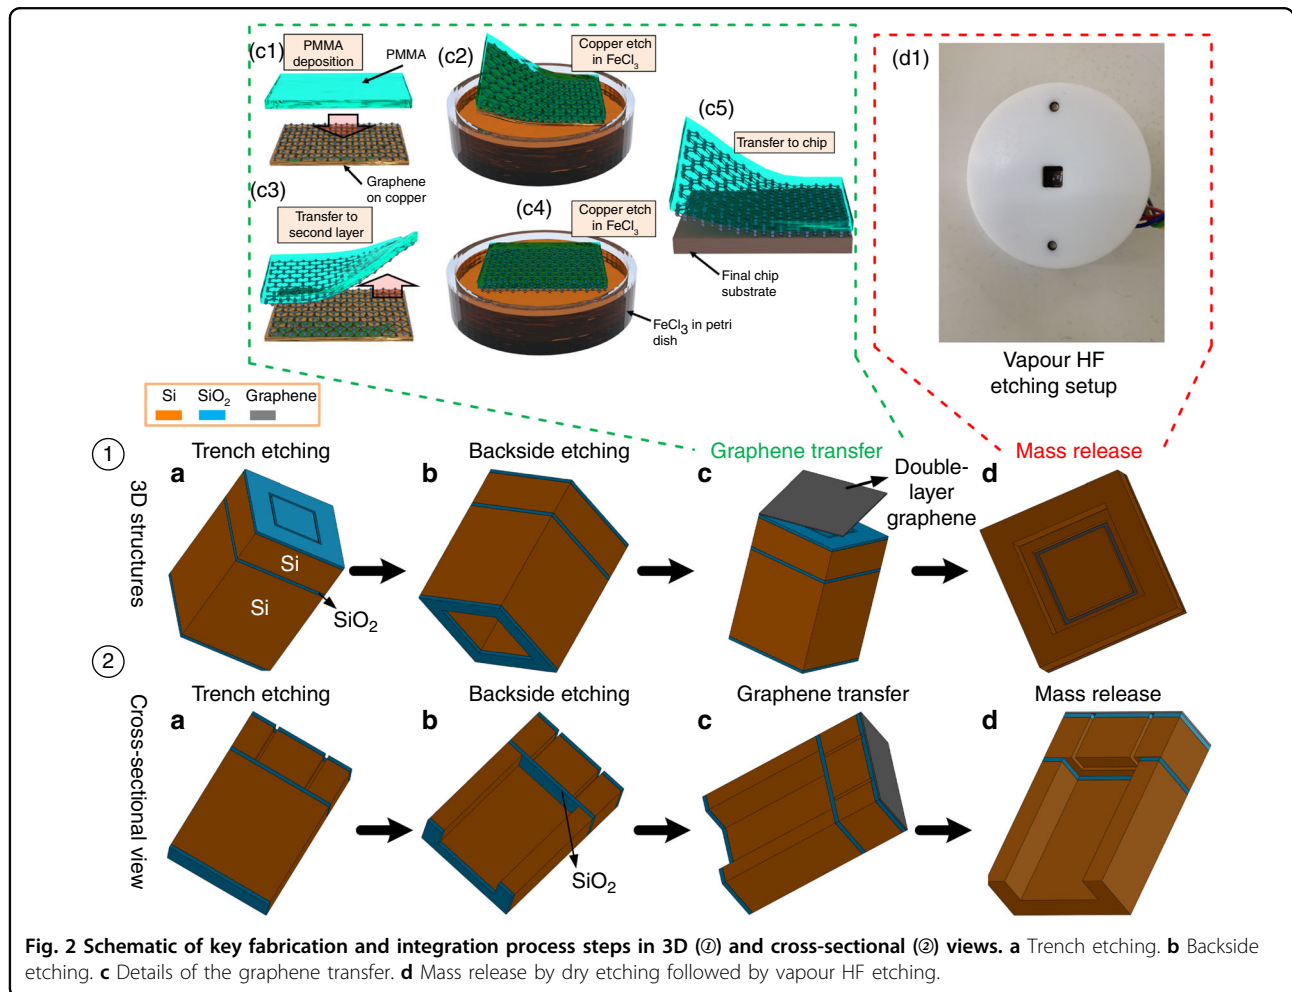 (c1)
PMMA
deposition
PMMA
Graphene
on copper
(c2)
Copper etch
in FeCl3
(c3)
Transfer to
second layer
(c4)
Copper etch
in FeCl3
FeCl3 in petri
dish
(c5)
Transfer to chip
Final chip
substrate
(d1)
Vapour HF
etching setup
Si SiO2 Graphene
1
3D structures
Trench etching
a
Si
Si
SiO2
Backside etching
b
Graphene transfer
c
Double-
layer
graphene
Mass release
d
2
Cross-sectional view
Trench etching
a
Backside etching
b
SiO2
Graphene transfer
c
Mass release
d
Fig. 2 Schematic of key fabrication and integration process steps in 3D (①) and cross-sectional (②) views. a Trench etching. b Backside
etching. c Details of the graphene transfer. d Mass release by dry etching followed by vapour HF etching.